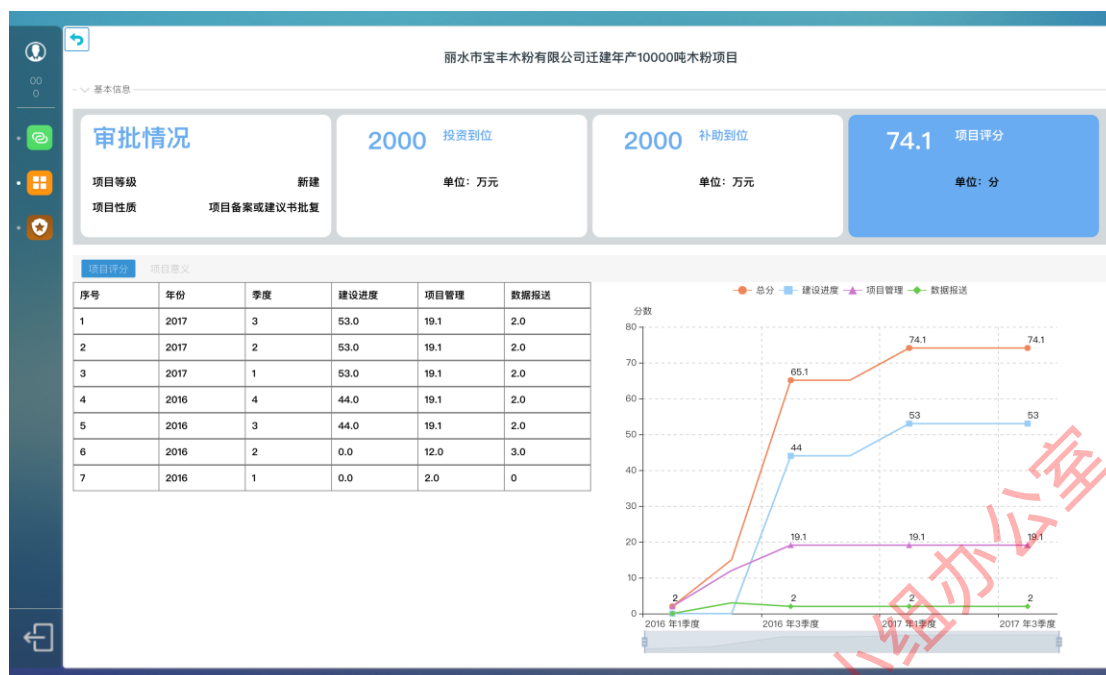 丽水市宝丰木粉有限公司迁建年产10000吨木粉项目
00
0
基本信息
审批情况
项目等级 新建
项目性质 项目备案或建议书批复
2000 投资到位
单位：万元
2000 补助到位
单位：万元
74.1 项目评分
单位：分
项目评分 项目意义
序号 年份 季度 建设进度 项目管理 数据报送
1 2017 3 53.0 19.1 2.0
2 2017 2 53.0 19.1 2.0
3 2017 1 53.0 19.1 2.0
4 2016 4 44.0 19.1 2.0
5 2016 3 44.0 19.1 2.0
6 2016 2 0.0 12.0 3.0
7 2016 1 0.0 2.0 0
总分 建设进度 项目管理 数据报送
分数
80
70
60
50
40
30
20
10
0
74.1 74.1
65.1
53 53
44
19.1 19.1 19.1
2 2 2 2
2016 年1季度 2016 年3季度 2017 年1季度 2017 年3季度
小组办公室